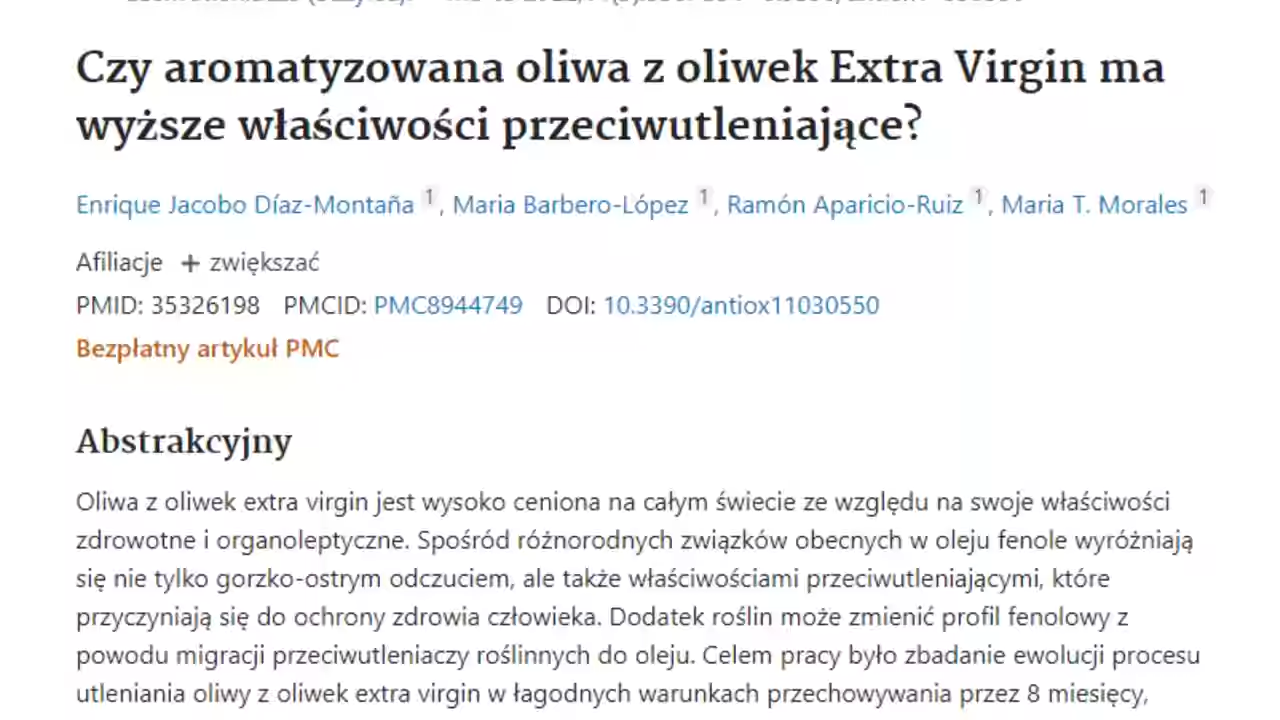 Czy aromatyzowana oliwa z oliwek Extra Virgin ma
wyższe właściwości przeciwutleniające?
Enrique Jacobo Díaz-Montaña 1, Maria Barbero-López 1, Ramón Aparicio-Ruiz 1, Maria T. Morales 1
Afiliacje + zwiększać
PMID: 35326198 PMCID: PMC8944749 DOI: 10.3390/antiox11030550
Bezpłatny artykuł PMC
Abstrakcyjny
Oliwa z oliwek extra virgin jest wysoko ceniona na całym świecie ze względu na swoje właściwości
zdrowotne i organoleptyczne. Spośród różnorodnych związków obecnych w oleju fenole wyróżniają
się nie tylko gorzko-ostrym odczuciem, ale także właściwościami przeciwutleniającymi, które
przyczyniają się do ochrony zdrowia człowieka. Dodatek roślin może zmienić profil fenolowy z
powodu migracji przeciwutleniaczy roślinnych do oleju. Celem pracy było zbadanie ewolucji procesu
utleniania oliwy z oliwek extra virgin w łagodnych warunkach przechowywania przez 8 miesięcy,